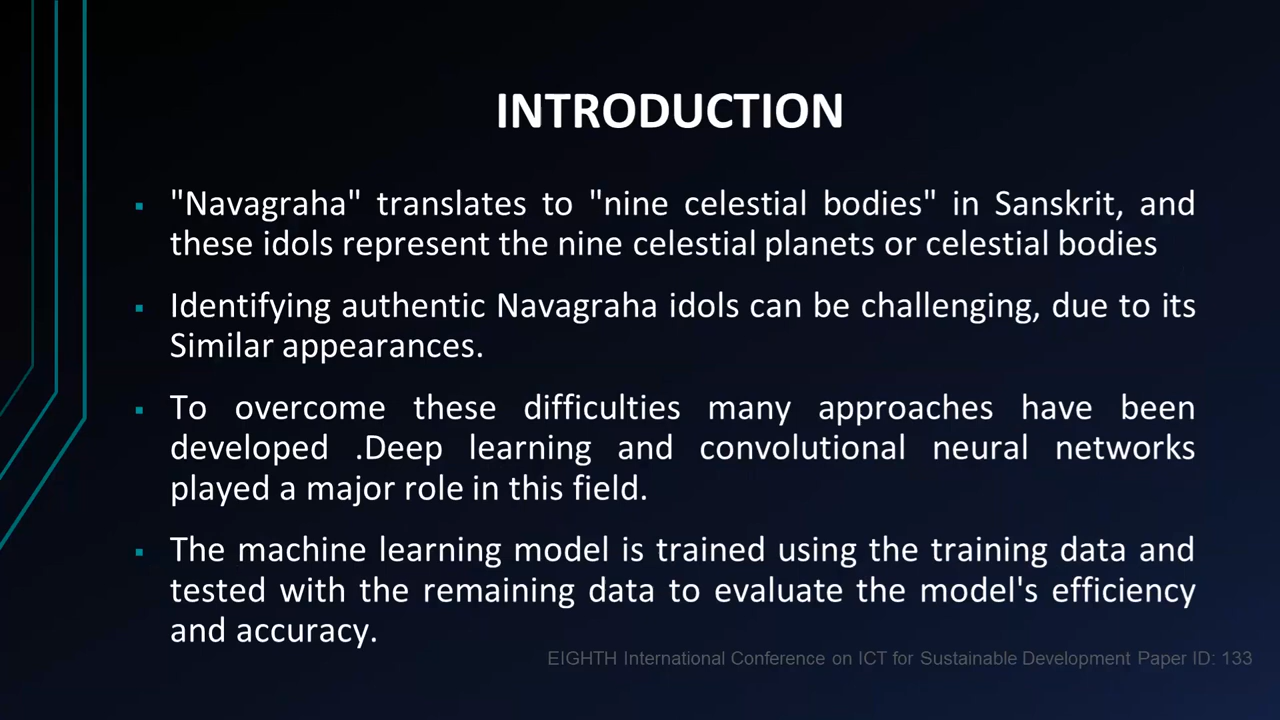 INTRODUCTION
"Navagraha" translates to "nine celestial bodies" in Sanskrit, and
these idols represent the nine celestial planets or celestial bodies
Identifying authentic Navagraha idols can be challenging, due to its
Similar appearances.
To overcome these difficulties many approaches have been
developed .Deep learning and convolutional neural networks
played a major role in this field.
The machine learning model is trained using the training data and
tested with the remaining data to evaluate the model's efficiency
and accuracy.
EIGHTH International Conference on ICT for Sustainable Development Paper ID: 133